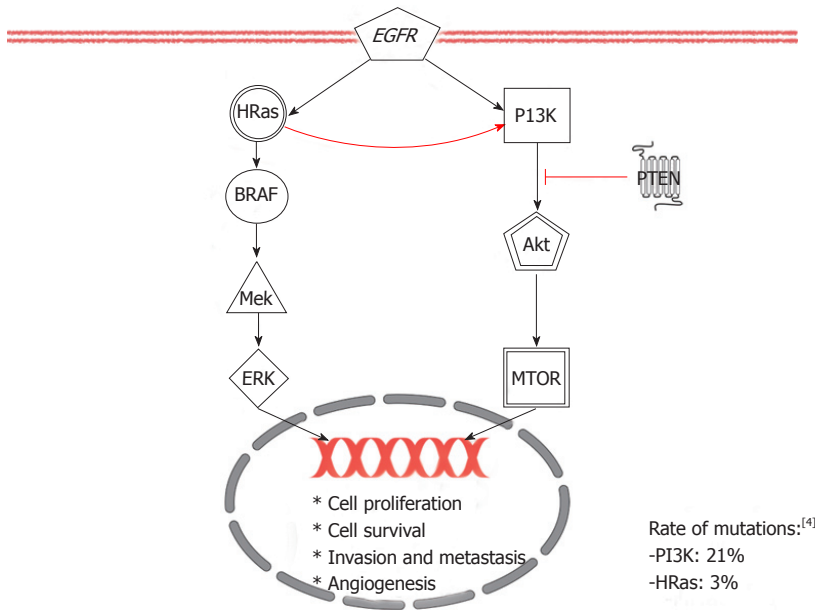 EGFR
HRas
P13K
PTEN
BRAF
Akt
Mek
ERK
MTOR
* Cell proliferation
* Cell survival
* Invasion and metastasis
* Angiogenesis
Rate of mutations:[4]
-PI3K: 21%
-HRas: 3%